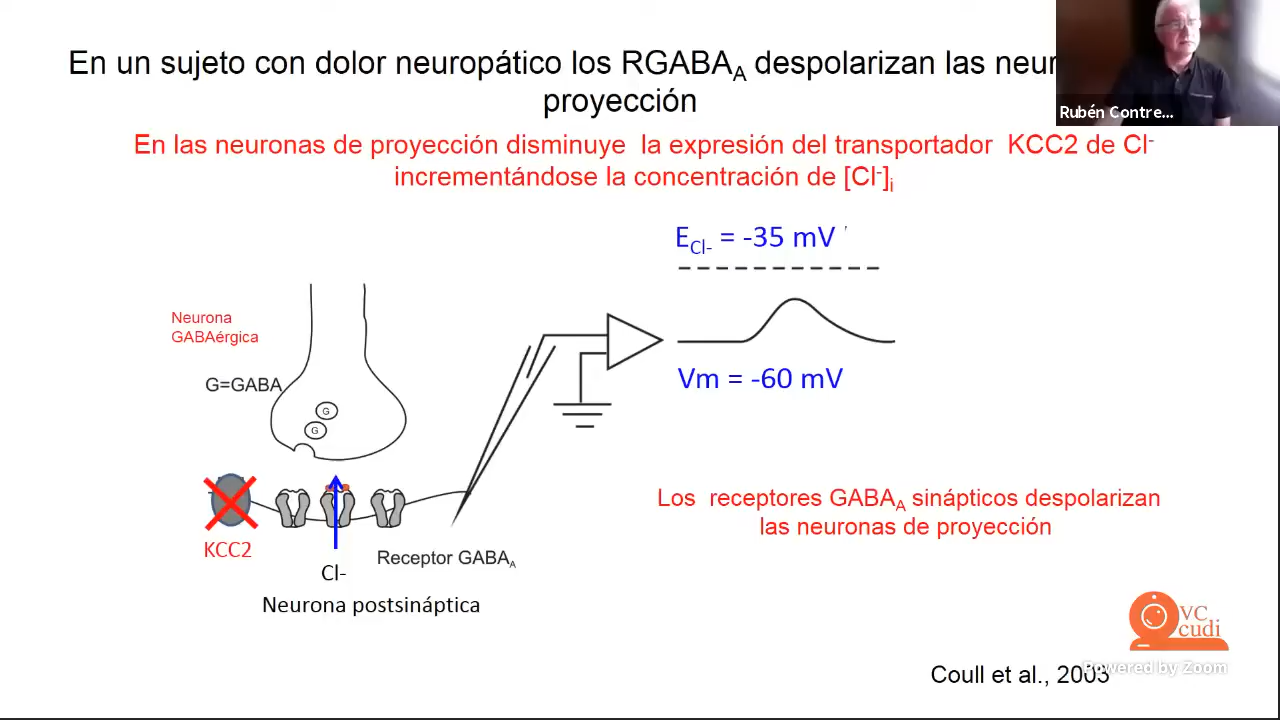 En un sujeto con dolor neuropático los RGABAA despolarizan las
proyección
En las neuronas de proyección disminuye la expresión del transportador KCC2 de Cl-
incrementándose la concentración de [Cl-]i
Rubén Contre...
ECl- = -35 mV
Neurona
GABAérgica
G=GABA
G
G
Vm = -60 mV
Los receptores GABAA sinápticos despolarizan
las neuronas de proyección
KCC2
Receptor GABAA
Cl-
Neurona postsináptica
VC
cudi
Powered by Zoom
Coull et al., 2003